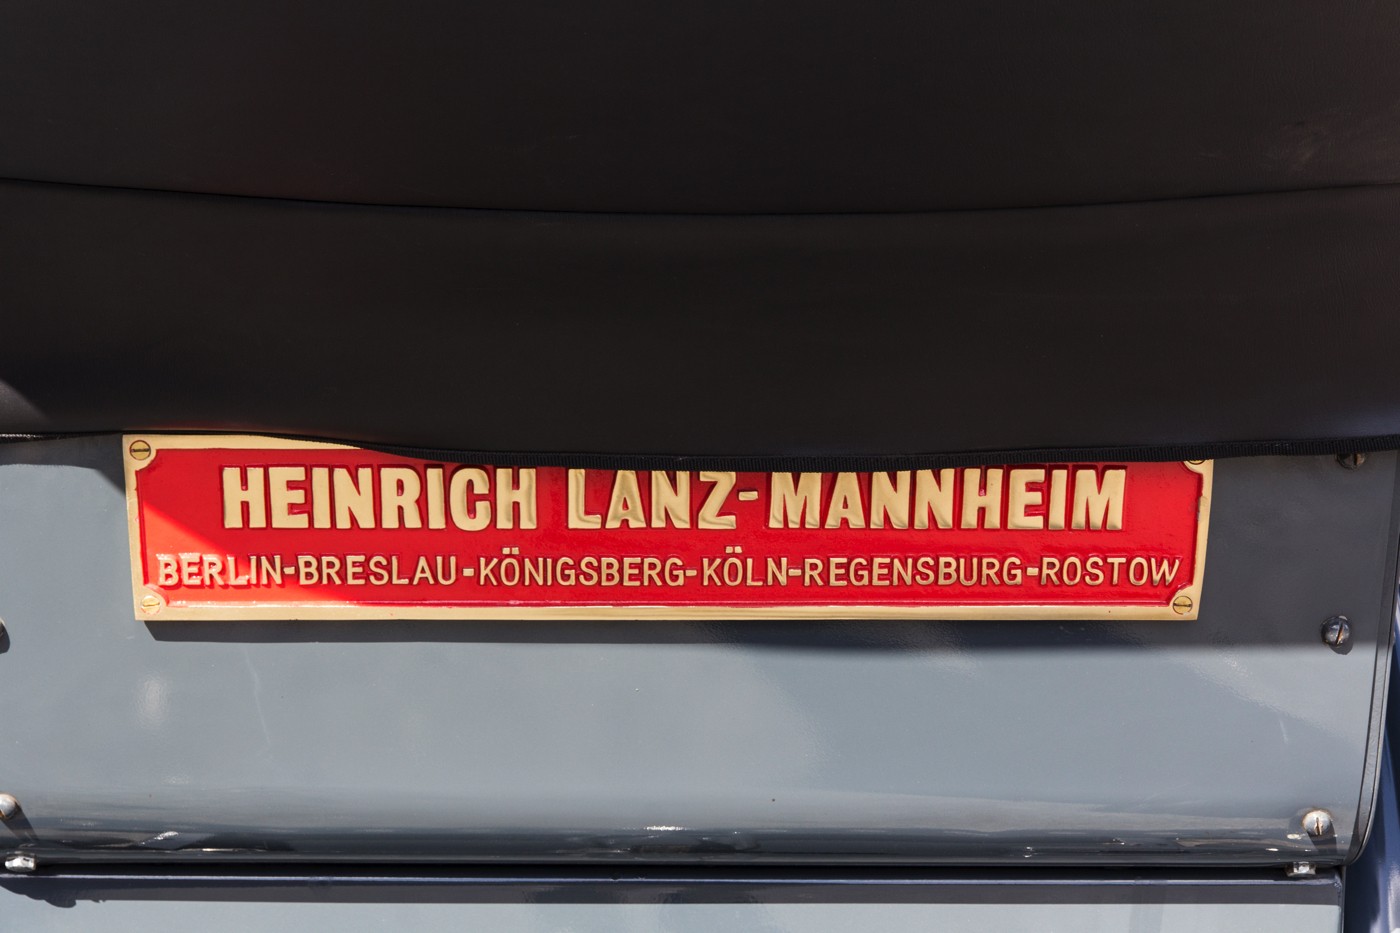 HEINRICH LANZ-MANNHEIM
BERLIN-BRESLAU-KÖNIGSBERG-KÖLN-REGENSBURG-ROSTOW